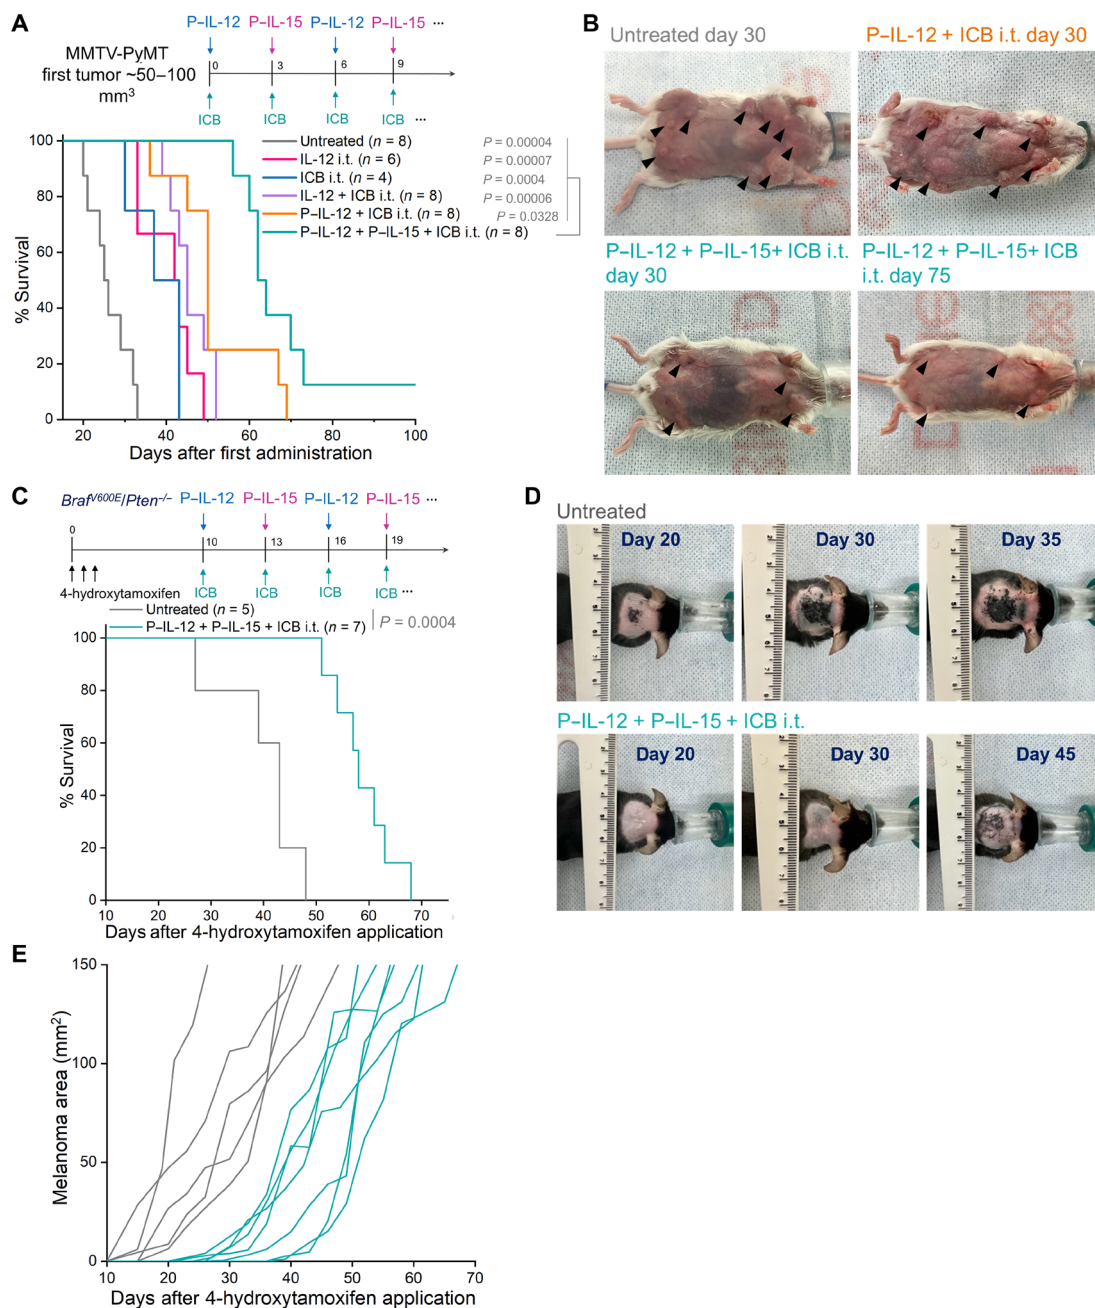 A
P–IL-12 P–IL-15 P–IL-12 P–IL-15 ...
MMTV-PyMT
first tumor ~50–100
mm³
0 3 6 9
ICB ICB ICB ICB ...
Untreated (n = 8)
IL-12 i.t. (n = 6)
ICB i.t. (n = 4)
IL-12 + ICB i.t. (n = 8)
P–IL-12 + ICB i.t. (n = 8)
P–IL-12 + P–IL-15 + ICB i.t. (n = 8)
P = 0.00004
P = 0.00007
P = 0.0004
P = 0.00006
P = 0.0328
% Survival
100
80
60
40
20
0
20 40 60 80 100
Days after first administration
B
Untreated day 30
P–IL-12 + ICB i.t. day 30
P–IL-12 + P–IL-15+ ICB i.t.
day 30
P–IL-12 + P–IL-15+ ICB
i.t. day 75
C
BrafV600E/Pten−/−
P–IL-12 P–IL-15 P–IL-12 P–IL-15 ...
0 10 13 16 19
4-hydroxytamoxifen ICB ICB ICB ICB ...
Untreated (n = 5)
P–IL-12 + P–IL-15 + ICB i.t. (n = 7)
P = 0.0004
% Survival
100
80
60
40
20
0
10 20 30 40 50 60 70
Days after 4-hydroxytamoxifen application
D
Untreated
Day 20 Day 30 Day 35
P–IL-12 + P–IL-15 + ICB i.t.
Day 20 Day 30 Day 45
E
Melanoma area (mm²)
150
100
50
0
10 20 30 40 50 60 70
Days after 4-hydroxytamoxifen application